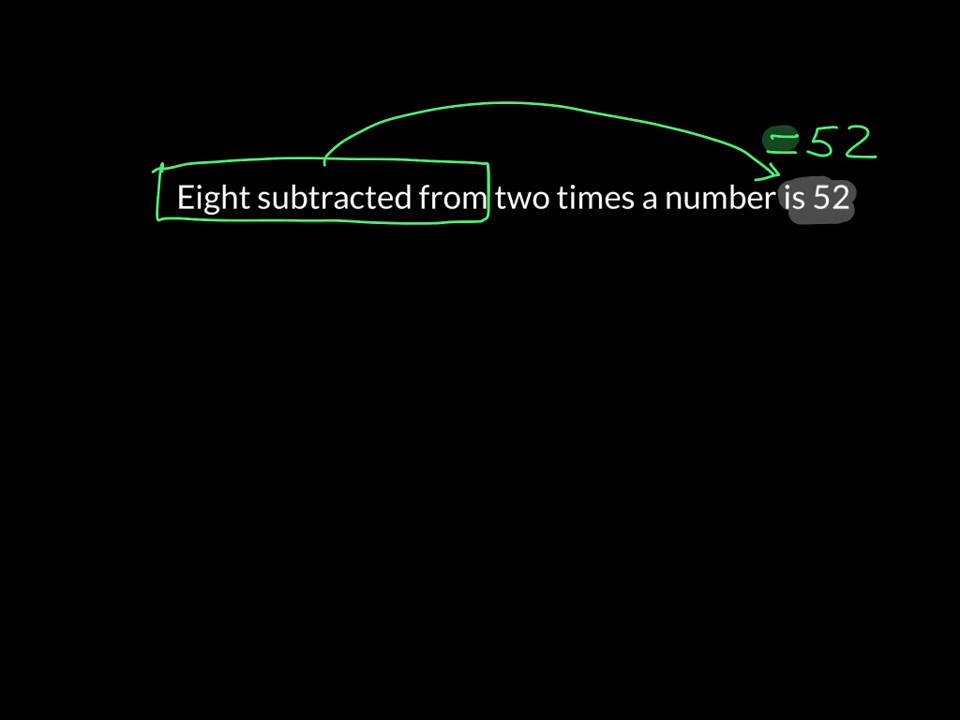 = 52
Eight subtracted from two times a number is 52